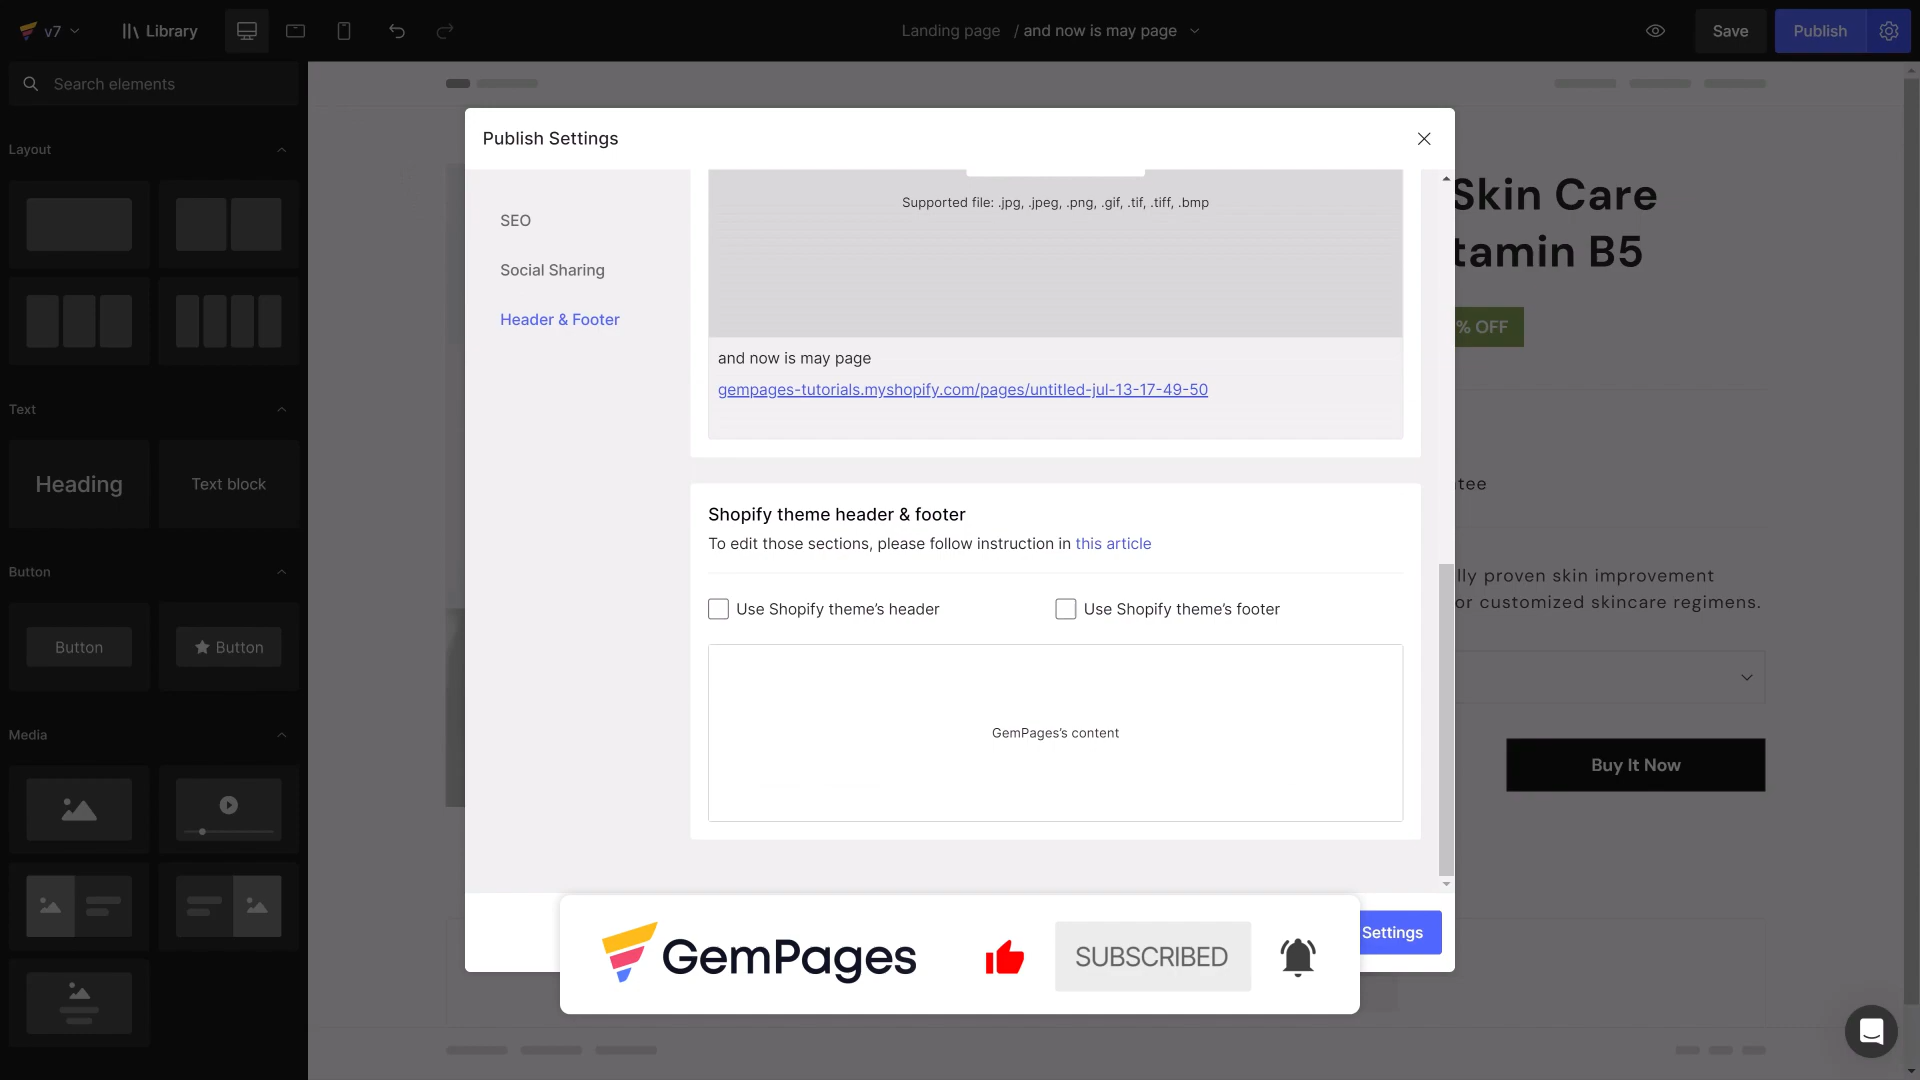 v7
Library
Landing page / and now is may page
Save
Publish
Search elements
Layout
Text
Heading
Text block
Button
Button
Button
Media
Publish Settings
SEO
Social Sharing
Header & Footer
Supported file: .jpg, .jpeg, .png, .gif, .tif, .tiff, .bmp
and now is may page
gempages-tutorials.myshopify.com/pages/untitled-jul-13-17-49-50
Shopify theme header & footer
To edit those sections, please follow instruction in this article
Use Shopify theme’s header
Use Shopify theme’s footer
GemPages’s content
Settings
GemPages
SUBSCRIBED
Skin Care
tamin B5
% OFF
tee
lly proven skin improvement
or customized skincare regimens.
Buy It Now